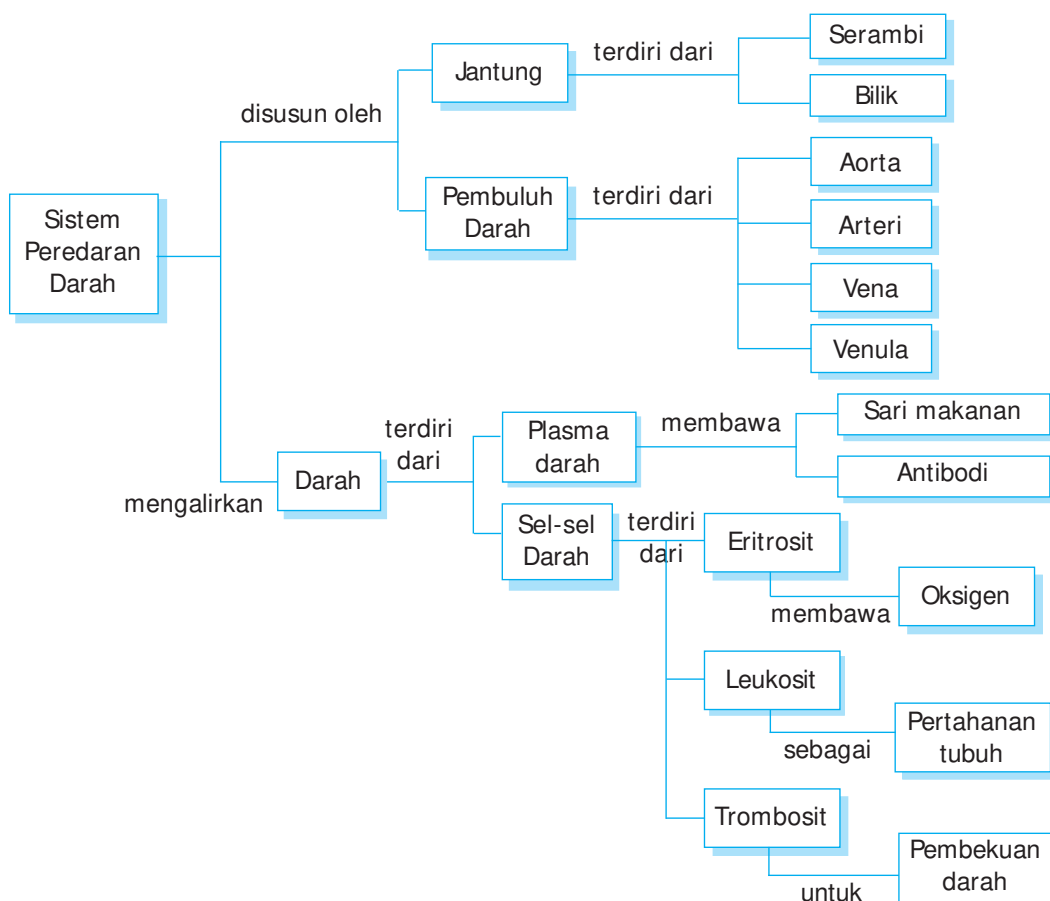 Sistem
Peredaran
Darah
disusun oleh
Jantung
terdiri dari
Serambi
Bilik
Pembuluh
Darah
terdiri dari
Aorta
Arteri
Vena
Venula
mengalirkan
Darah
terdiri
dari
Plasma
darah
membawa
Sari makanan
Antibodi
Sel-sel
Darah
terdiri
dari
Eritrosit
membawa
Oksigen
Leukosit
sebagai
Pertahanan
tubuh
Trombosit
untuk
Pembekuan
darah